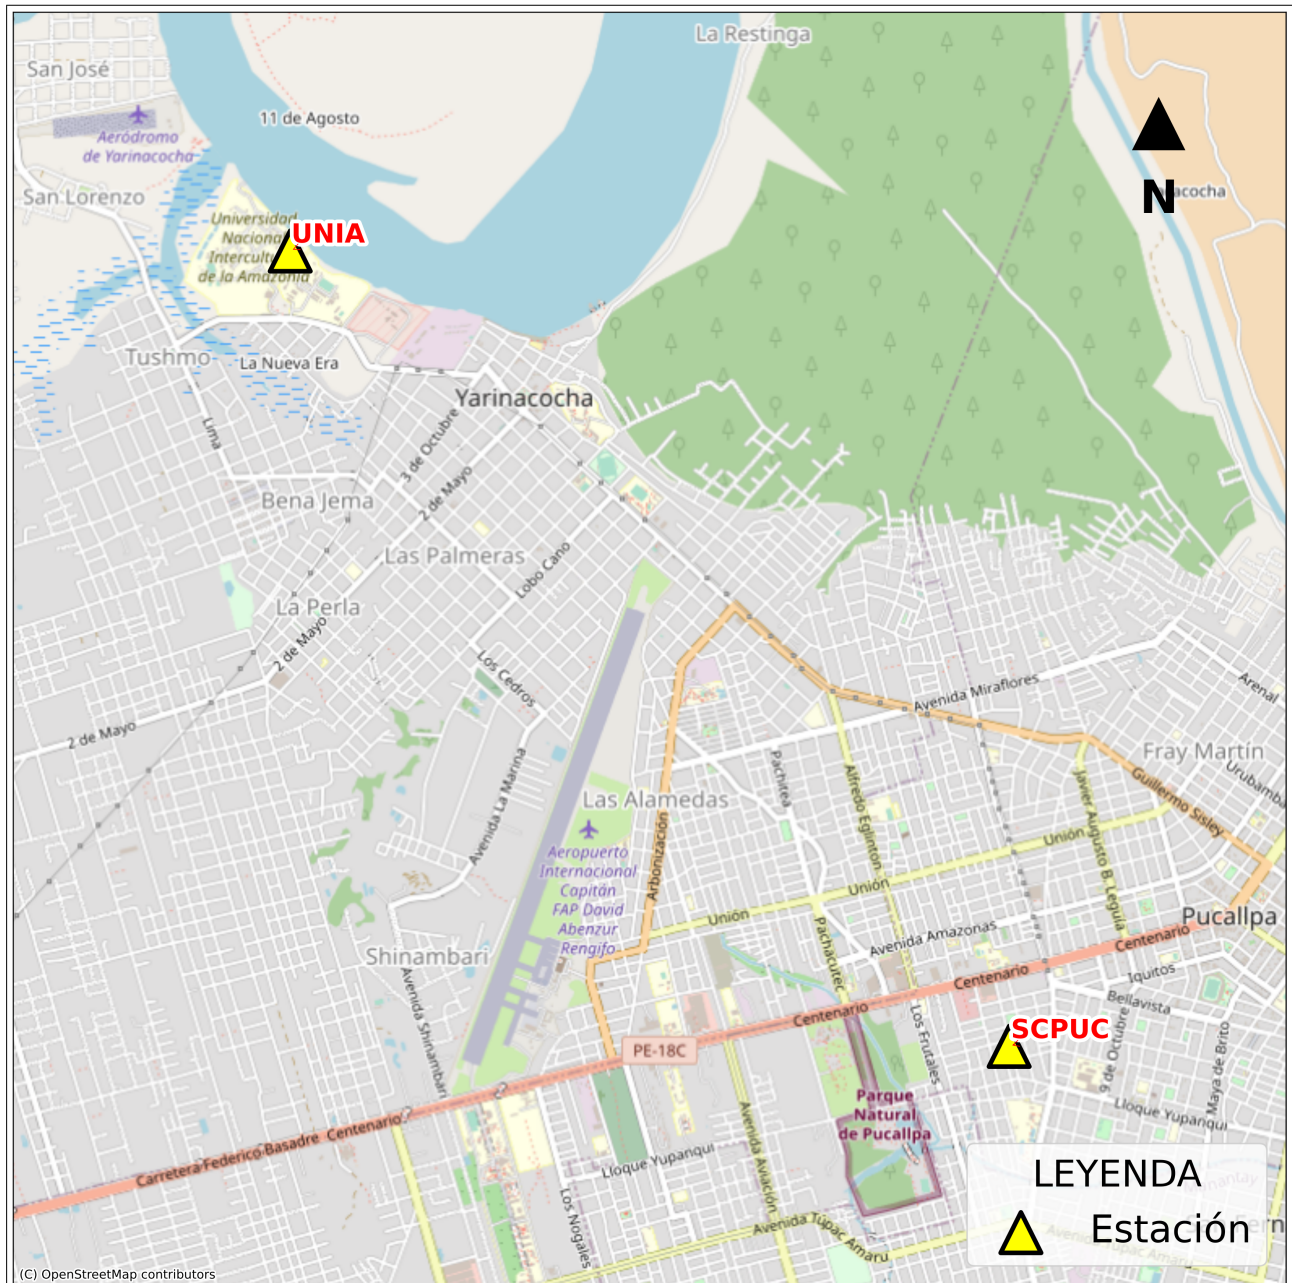 La Restinga
San José
11 de Agosto
Aeródromo
de Yarinacocha
San Lorenzo
N
Universidad
Nacional
de la Amazonía
UNIA
Tushmo
La Nueva Era
Yarinacocha
Lima
3 de Octubre
2 de Mayo
Bena Jema
Las Palmeras
Lobo Cano
La Perla
2 de Mayo
Los Cedros
Avenida Miraflores
Arenal
2 de Mayo
Fray Martín
Urubamba
Pachitea
Avenida La Marina
Las Alamedas
Alfredo Eglinton
Javier Augusto B. Leguía
Guillermo Sisley
Arborización
Unión
Aeropuerto
Internacional
Capitán
FAP David
Abenzur
Rengifo
Unión
Unión
Pucallpa
Pachacutec
Avenida Amazonas
Centenario
Shinambari
Avenida Shinambari
Centenario
Iquitos
Bellavista
Centenario
Los Frutales
SCPUC
9 de Octubre
Maya de Brito
PE-18C
Parque
Natural
de Pucallpa
Lloque Yupanqui
Carretera Federico Basadre
Centenario
Avenida Aviación
Lloque Yupanqui
Los Nogales
Avenida Túpac Amaru
LEYENDA
Estación
Avenida Túpac Amaru
(C) OpenStreetMap contributors